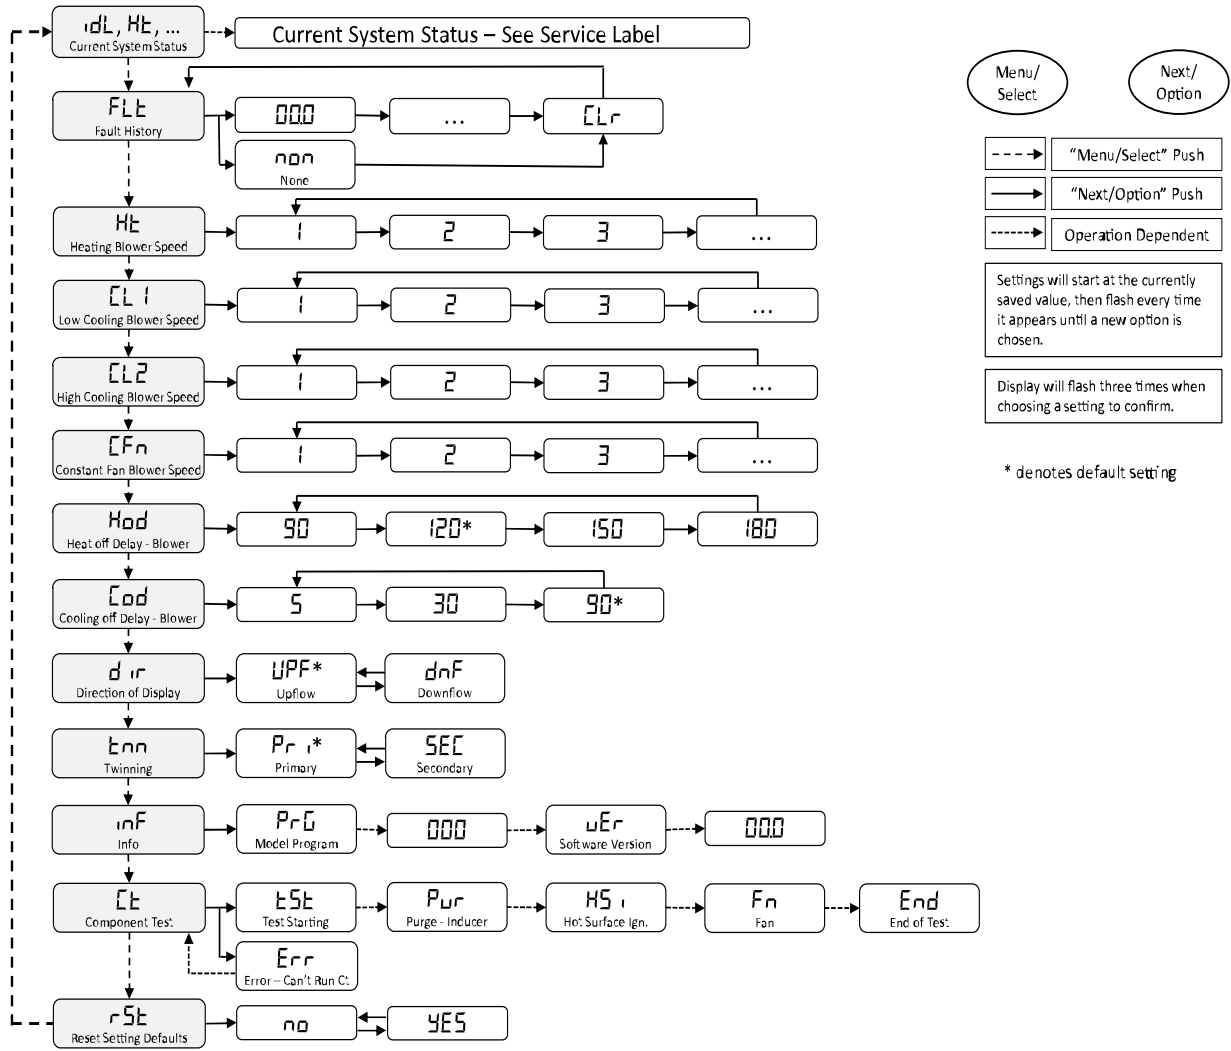 idL, Ht, ...
Current System Status
Current System Status – See Service Label
FLt
Fault History
00.0
...
CLr
non
None
Ht
Heating Blower Speed
1
2
3
...
CL1
Low Cooling Blower Speed
1
2
3
...
CL2
High Cooling Blower Speed
1
2
3
...
CFn
Constant Fan Blower Speed
1
2
3
...
Hod
Heat off Delay - Blower
90
120*
150
180
Cod
Cooling off Delay - Blower
5
30
90*
dir
Direction of Display
UPF*
Upflow
dnF
Downflow
tnn
Twinning
Pri*
Primary
SEC
Secondary
inF
Info
PrG
Model Program
000
vEr
Software Version
00.0
Ct
Component Test
tSt
Test Starting
Pur
Purge - Inducer
HSi
Hot Surface Ign.
Fn
Fan
End
End of Test
Err
Error – Can't Run Ct
rSt
Reset Setting Defaults
no
YES
Menu/
Select
Next/
Option
"Menu/Select" Push
"Next/Option" Push
Operation Dependent
Settings will start at the currently
saved value, then flash every time
it appears until a new option is
chosen.
Display will flash three times when
choosing a setting to confirm.
* denotes default setting